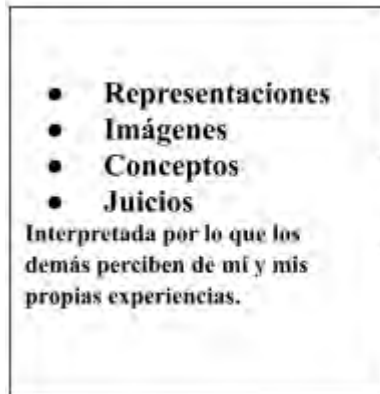 ● Representaciones
● Imágenes
● Conceptos
● Juicios
Interpretada por lo que los
demás perciben de mí y mis
propias experiencias.